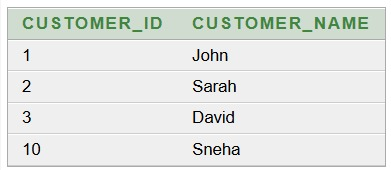 CUSTOMER_ID CUSTOMER_NAME
1 John
2 Sarah
3 David
10 Sneha